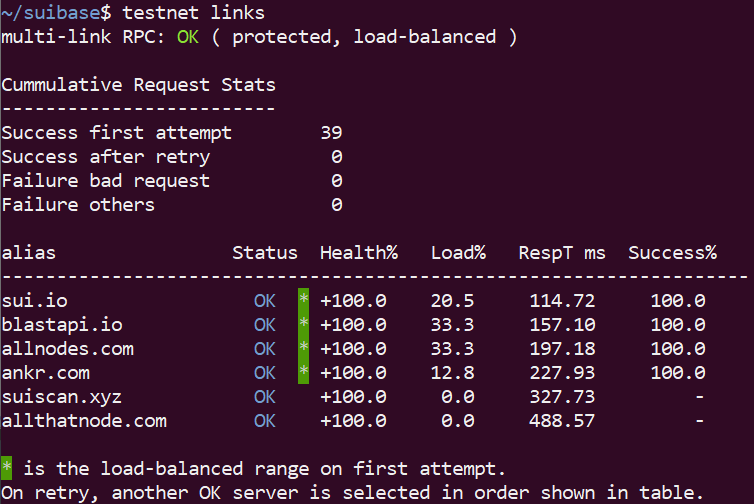 ~/suibase$ testnet links
multi-link RPC: OK ( protected, load-balanced )
Cummulative Request Stats
-------------------------
Success first attempt 39
Success after retry 0
Failure bad request 0
Failure others 0
alias Status Health% Load% RespT ms Success%
--------------------------------------------------------------------
sui.io OK * +100.0 20.5 114.72 100.0
blastapi.io OK * +100.0 33.3 157.10 100.0
allnodes.com OK * +100.0 33.3 197.18 100.0
ankr.com OK * +100.0 12.8 227.93 100.0
suiscan.xyz OK +100.0 0.0 327.73 -
allthatnode.com OK +100.0 0.0 488.57 -
* is the load-balanced range on first attempt.
On retry, another OK server is selected in order shown in table.